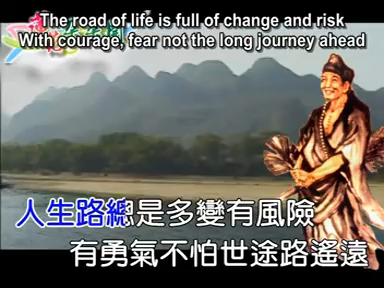 The road of life is full of change and risk
With courage, fear not the long journey ahead
人生路總是多變有風險
有勇氣不怕世途路遙遠